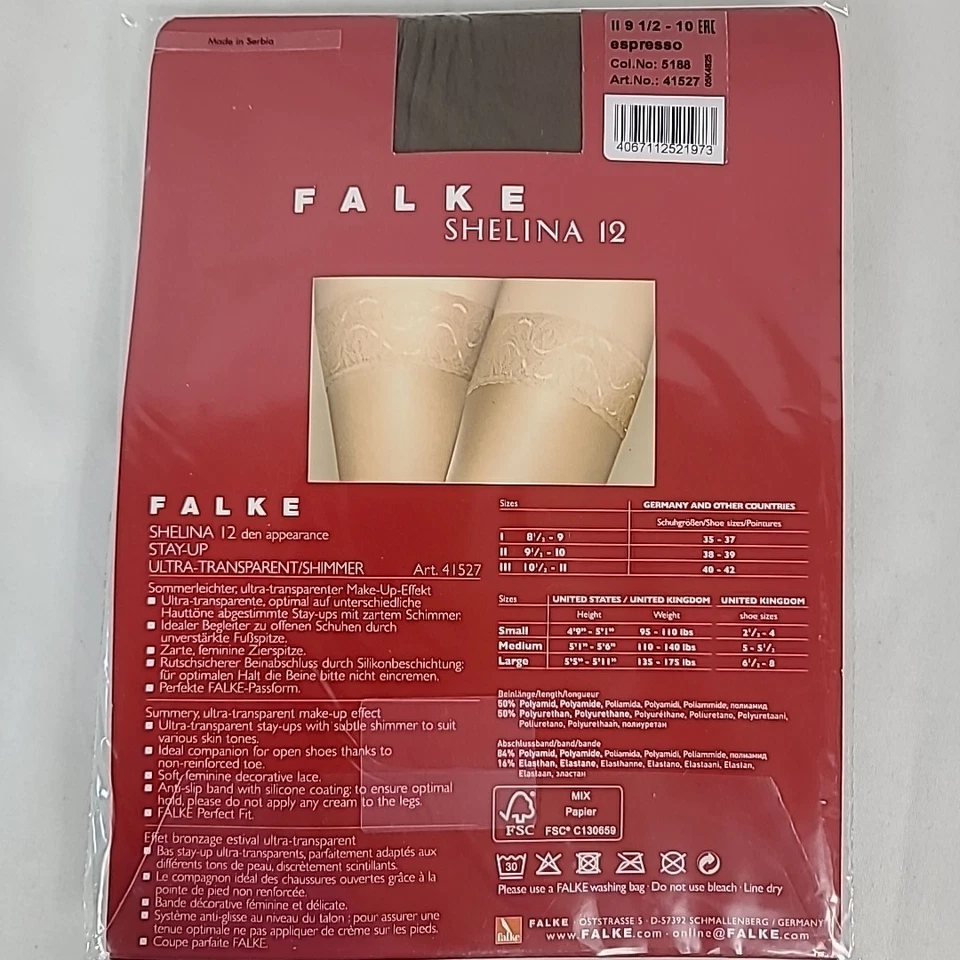 Made in Serbia
II 9 1/2 - 10 EAC
espresso
Col.No: 5188
Art.No.: 41527
05K4825
4067112521973
FALKE
SHELINA 12
FALKE
SHELINA 12 den appearance
STAY-UP
ULTRA-TRANSPARENT/SHIMMER Art. 41527
Sommerleichter, ultra-transparenter Make-Up-Effekt
Ultra-transparente, optimal auf unterschiedliche
Hauttöne abgestimmte Stay-ups mit zartem Schimmer.
Idealer Begleiter zu offenen Schuhen durch
unverstärkte Fußspitze.
Zarte, feminine Zierspitze.
Rutschsicherer Beinabschluss durch Silikonbeschichtung;
für optimalen Halt die Beine bitte nicht eincremen.
Perfekte FALKE-Passform.
Summery, ultra-transparent make-up effect
Ultra-transparent stay-ups with subtle shimmer to suit
various skin tones.
Ideal companion for open shoes thanks to
non-reinforced toe.
Soft, feminine decorative lace.
Anti-slip band with silicone coating; to ensure optimal
hold, please do not apply any cream to the legs.
FALKE Perfect Fit.
Effet bronzage estival ultra-transparent
Bas stay-up ultra-transparents, parfaitement adaptés aux
différents tons de peau, discrètement scintillants.
Le compagnon idéal des chaussures ouvertes grâce à la
pointe de pied non renforcée.
Bande décorative féminine et délicate.
Système anti-glisse au niveau du talon ; pour assurer une
tenue optimale ne pas appliquer de crème sur les pieds.
Coupe parfaite FALKE.
Sizes GERMANY AND OTHER COUNTRIES
Schuhgrößen/Shoe sizes/Pointures
I 8¹/₂ - 9 35 - 37
II 9¹/₂ - 10 38 - 39
III 10¹/₂ - 11 40 - 42
Sizes UNITED STATES / UNITED KINGDOM UNITED KINGDOM
Height Weight shoe sizes
Small 4'9" - 5'1" 95 - 110 lbs 2¹/₂ - 4
Medium 5'1" - 5'6" 110 - 140 lbs 5 - 5¹/₂
Large 5'5" - 5'11" 135 - 175 lbs 6¹/₂ - 8
Beinlänge/length/longueur
50% Polyamid, Polyamide, Poliamida, Polyamidi, Poliammide, полиамид
50% Polyurethan, Polyurethane, Polyuréthane, Poliuretano, Polyuretaani,
Poliuretano, Polyurethaan, полиуретан
Abschlussband/band/bande
84% Polyamid, Polyamide, Poliamida, Polyamidi, Poliammide, полиамид
16% Elasthan, Elastane, Elasthanne, Elastano, Elastaani, Elastan,
Elastaan, эластан
FSC
MIX
Papier
FSC® C130659
30
Please use a FALKE washing bag · Do not use bleach · Line dry
falke
FALKE · OSTSTRASSE 5 · D-57392 SCHMALLENBERG / GERMANY
www.FALKE.com · online@FALKE.com